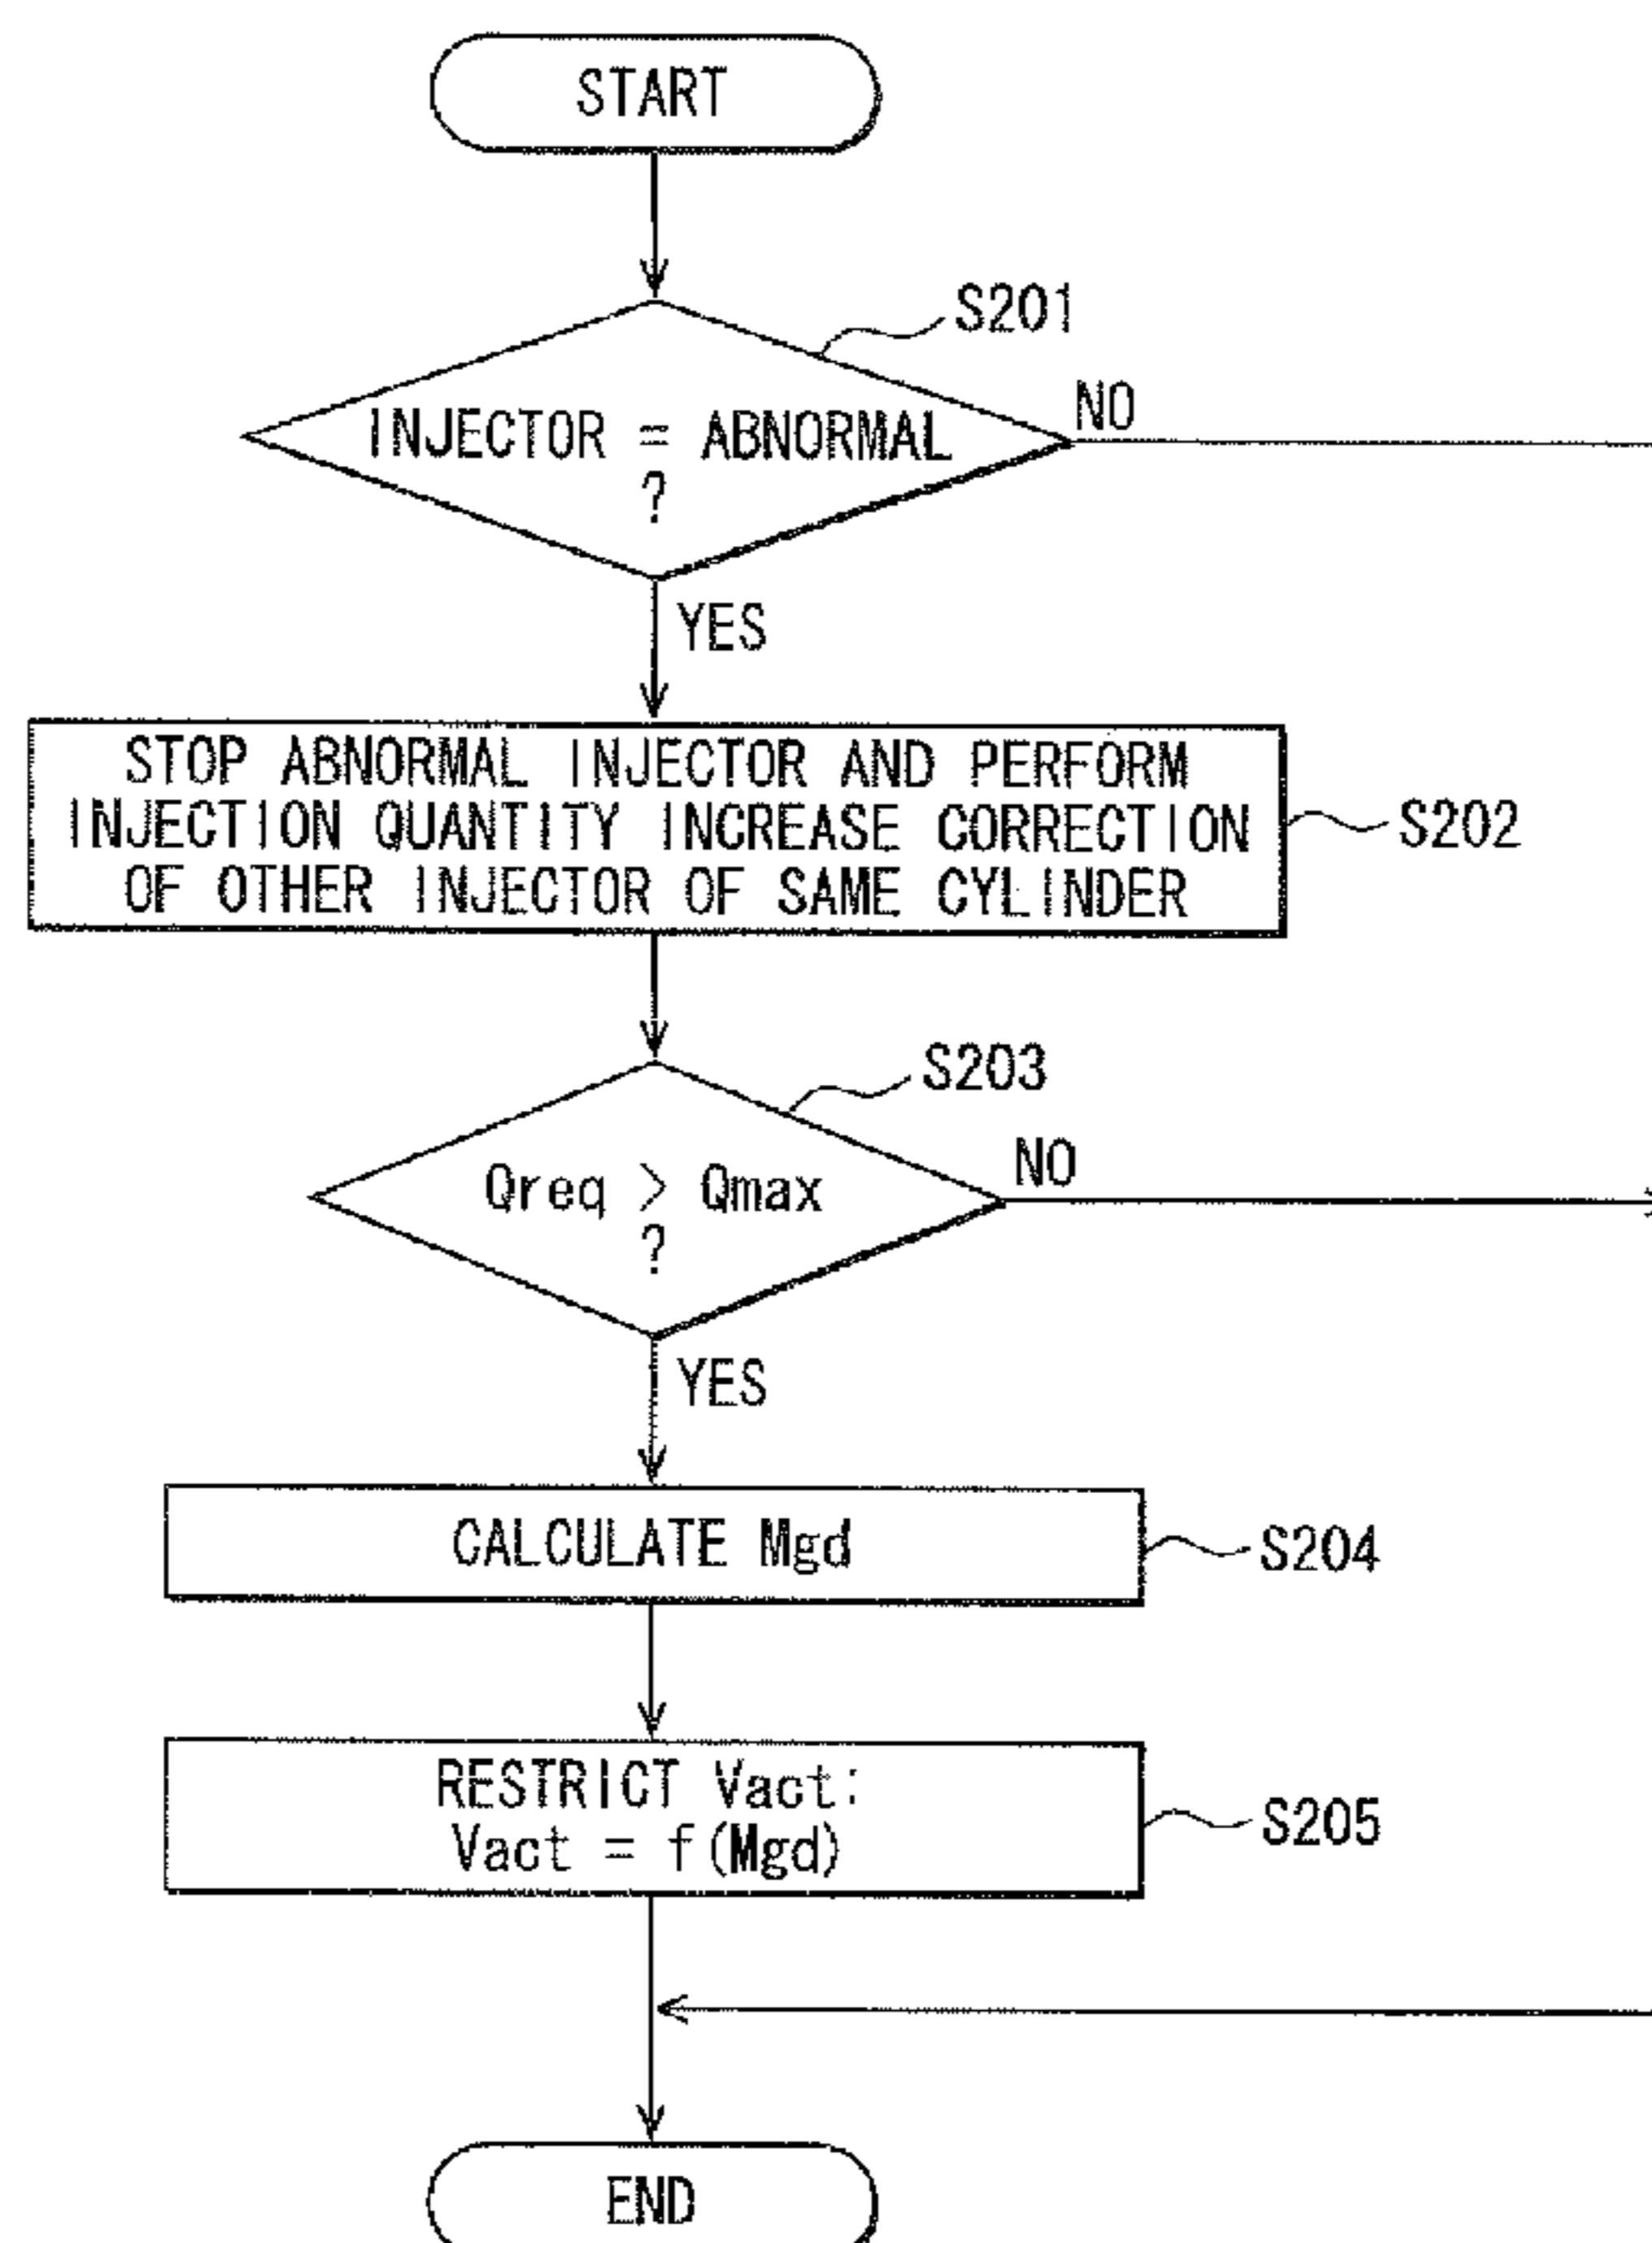 START
S201
INJECTOR = ABNORMAL
?
NO
YES
STOP ABNORMAL INJECTOR AND PERFORM
INJECTION QUANTITY INCREASE CORRECTION
OF OTHER INJECTOR OF SAME CYLINDER
S202
S203
Qreq > Qmax
?
NO
YES
CALCULATE Mgd
S204
RESTRICT Vact:
Vact = f(Mgd)
S205
END